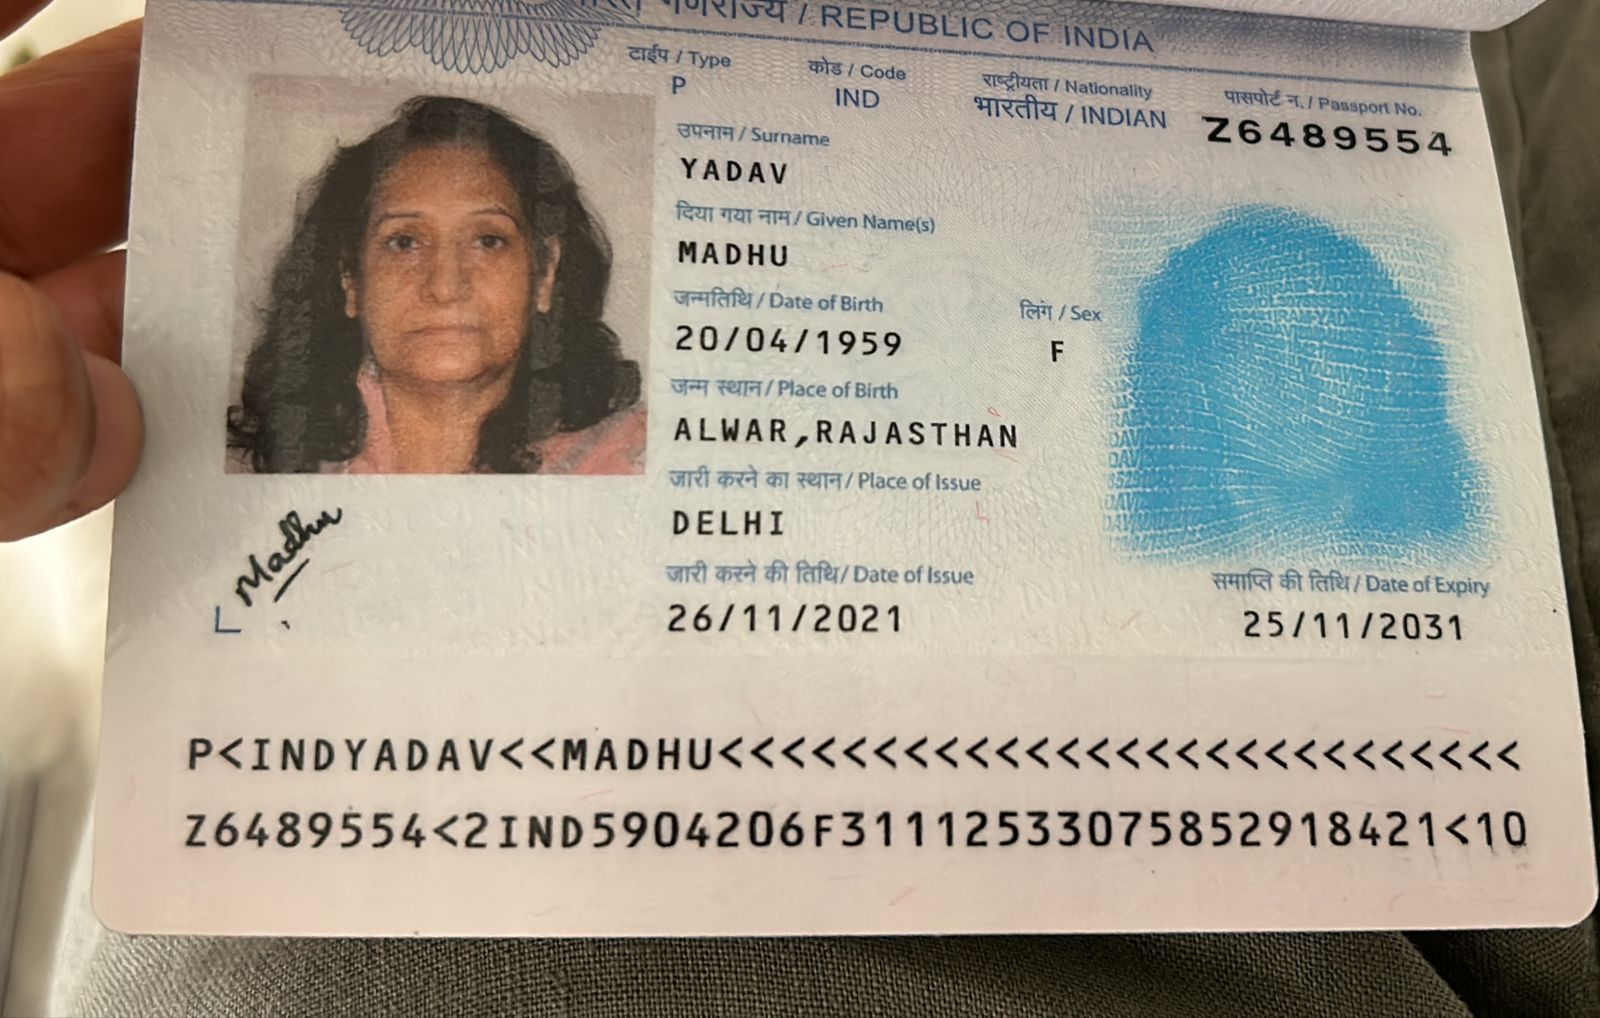 भारत गणराज्य / REPUBLIC OF INDIA
टाईप / Type कोड / Code राष्ट्रीयता / Nationality पासपोर्ट न. / Passport No.
P IND भारतीय / INDIAN Z6489554
उपनाम / Surname
YADAV
दिया गया नाम / Given Name(s)
MADHU
जन्मतिथि / Date of Birth लिंग / Sex
20/04/1959 F
जन्म स्थान / Place of Birth
ALWAR,RAJASTHAN
जारी करने का स्थान / Place of Issue
DELHI
जारी करने की तिथि / Date of Issue समाप्ति की तिथि / Date of Expiry
26/11/2021 25/11/2031
Madhu
P<INDYADAV<<MADHU<<<<<<<<<<<<<<<<<<<<<<<<<<<
Z6489554<2IND5904206F31112533075852918421<10